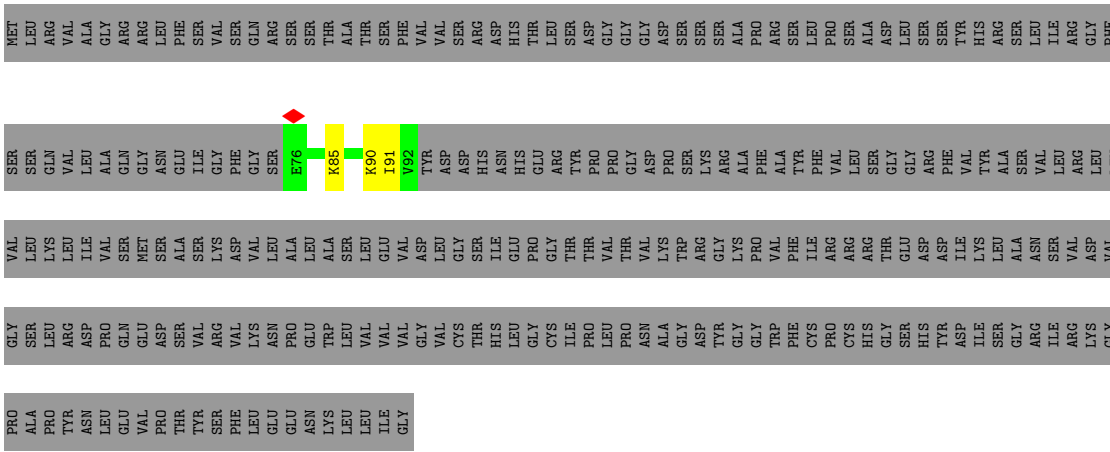 MET LEU ARG VAL ALA GLY ARG ARG LEU PHE SER VAL SER GLN ARG SER SER THR ALA THR SER PHE VAL VAL SER ARG ASP HIS THR LEU SER ASP GLY GLY GLY ASP SER SER SER ALA PRO ARG SER LEU PRO SER ALA ASP LEU SER SER TYR HIS ARG SER LEU ILE ARG GLY PHE
SER SER GLN VAL LEU ALA GLN GLY ASN GLU ILE GLY PHE GLY SER E76 K85 K90 I91 V92 TYR ASP ASP HIS ASN HIS GLU ARG TYR PRO PRO GLY ASP PRO SER LYS ARG ALA PHE ALA TYR PHE VAL LEU SER GLY GLY ARG PHE VAL TYR ALA SER VAL LEU ARG LEU
VAL LEU LYS LEU ILE VAL SER MET SER ALA SER LYS ASP VAL LEU ALA LEU ALA SER LEU GLU VAL ASP LEU GLY SER ILE GLU PRO GLY THR THR VAL THR VAL LYS TRP ARG GLY LYS PRO VAL PHE ILE ARG ARG ARG THR GLU ASP ASP ILE LYS LEU ALA ASN SER VAL ASP VAL
GLY SER LEU ARG ASP PRO GLN GLU ASP SER VAL ARG VAL LYS ASN PRO GLU TRP LEU VAL VAL VAL GLY VAL CYS THR HIS LEU GLY CYS ILE PRO LEU PRO ASN ALA GLY ASP TYR GLY GLY TRP PHE CYS PRO CYS HIS GLY SER HIS TYR ASP ILE SER GLY ARG ILE ARG LYS GLY
PRO ALA PRO TYR ASN LEU GLU VAL PRO THR TYR SER PHE LEU GLU GLU ASN LYS LEU LEU ILE GLY